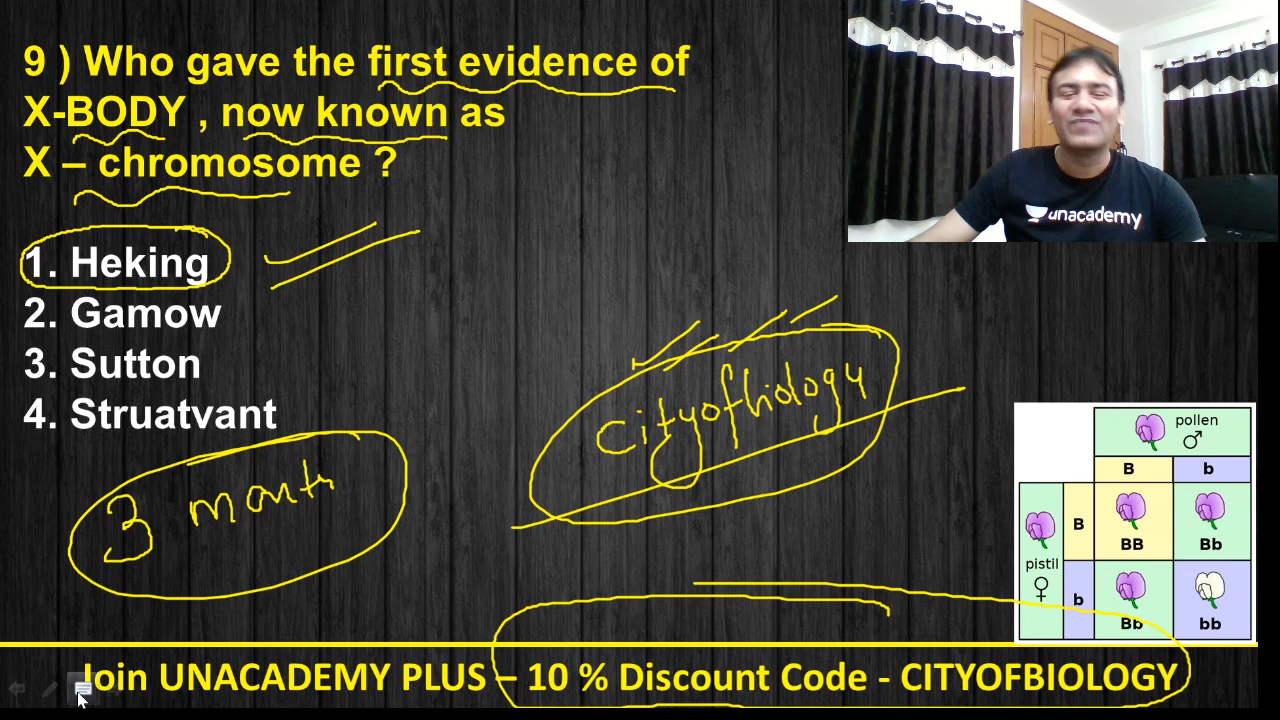 9 ) Who gave the first evidence of
X-BODY , now known as
X – chromosome ?
1. Heking
2. Gamow
3. Sutton
4. Struatvant
unacademy
cityofbiology
3 month
pollen
♂
B b
pistil
♀
B
BB Bb
b
Bb bb
Join UNACADEMY PLUS – 10 % Discount Code - CITYOFBIOLOGY